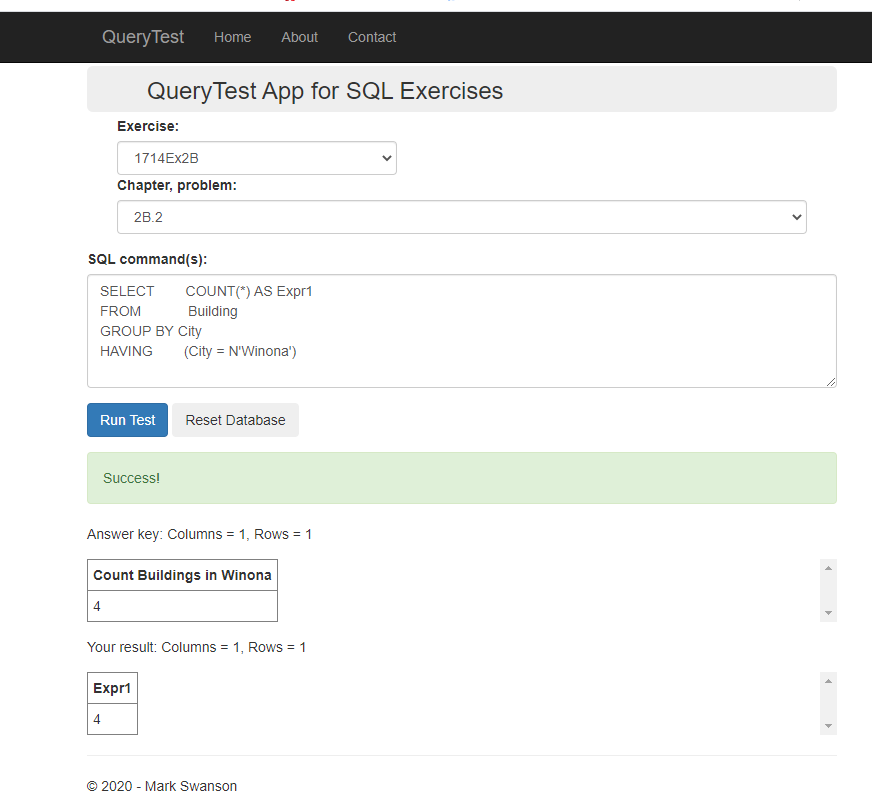 QueryTest Home About Contact
QueryTest App for SQL Exercises
Exercise:
1714Ex2B
Chapter, problem:
2B.2
SQL command(s):
SELECT COUNT(*) AS Expr1
FROM Building
GROUP BY City
HAVING (City = N'Winona')
Run Test Reset Database
Success!
Answer key: Columns = 1, Rows = 1
Count Buildings in Winona
4
Your result: Columns = 1, Rows = 1
Expr1
4
© 2020 - Mark Swanson